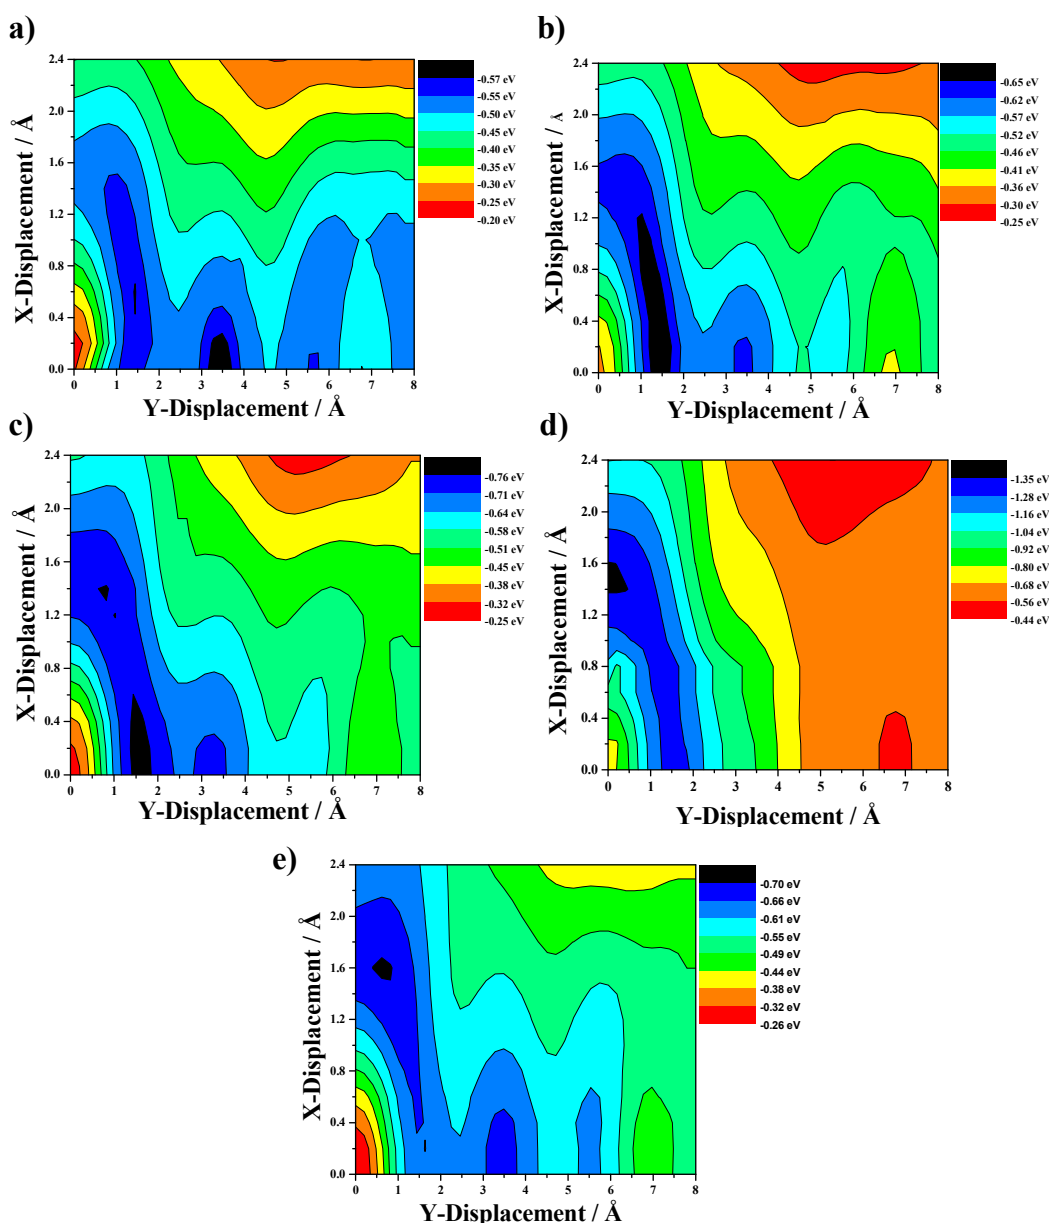 a)
X-Displacement / Å
2.4
2.0
1.6
1.2
0.8
0.4
0.0
0 1 2 3 4 5 6 7 8
Y-Displacement / Å
-0.57 eV
-0.55 eV
-0.50 eV
-0.45 eV
-0.40 eV
-0.35 eV
-0.30 eV
-0.25 eV
-0.20 eV
b)
X-Displacement / Å
2.4
2.0
1.6
1.2
0.8
0.4
0.0
0 1 2 3 4 5 6 7 8
Y-Displacement / Å
-0.65 eV
-0.62 eV
-0.57 eV
-0.52 eV
-0.46 eV
-0.41 eV
-0.36 eV
-0.30 eV
-0.25 eV
c)
X-Displacement / Å
2.4
2.0
1.6
1.2
0.8
0.4
0.0
0 1 2 3 4 5 6 7 8
Y-Displacement / Å
-0.76 eV
-0.71 eV
-0.64 eV
-0.58 eV
-0.51 eV
-0.45 eV
-0.38 eV
-0.32 eV
-0.25 eV
d)
X-Displacement / Å
2.4
2.0
1.6
1.2
0.8
0.4
0.0
0 1 2 3 4 5 6 7 8
Y-Displacement / Å
-1.35 eV
-1.28 eV
-1.16 eV
-1.04 eV
-0.92 eV
-0.80 eV
-0.68 eV
-0.56 eV
-0.44 eV
e)
X-Displacement / Å
2.4
2.0
1.6
1.2
0.8
0.4
0.0
0 1 2 3 4 5 6 7 8
Y-Displacement / Å
-0.70 eV
-0.66 eV
-0.61 eV
-0.55 eV
-0.49 eV
-0.44 eV
-0.38 eV
-0.32 eV
-0.26 eV